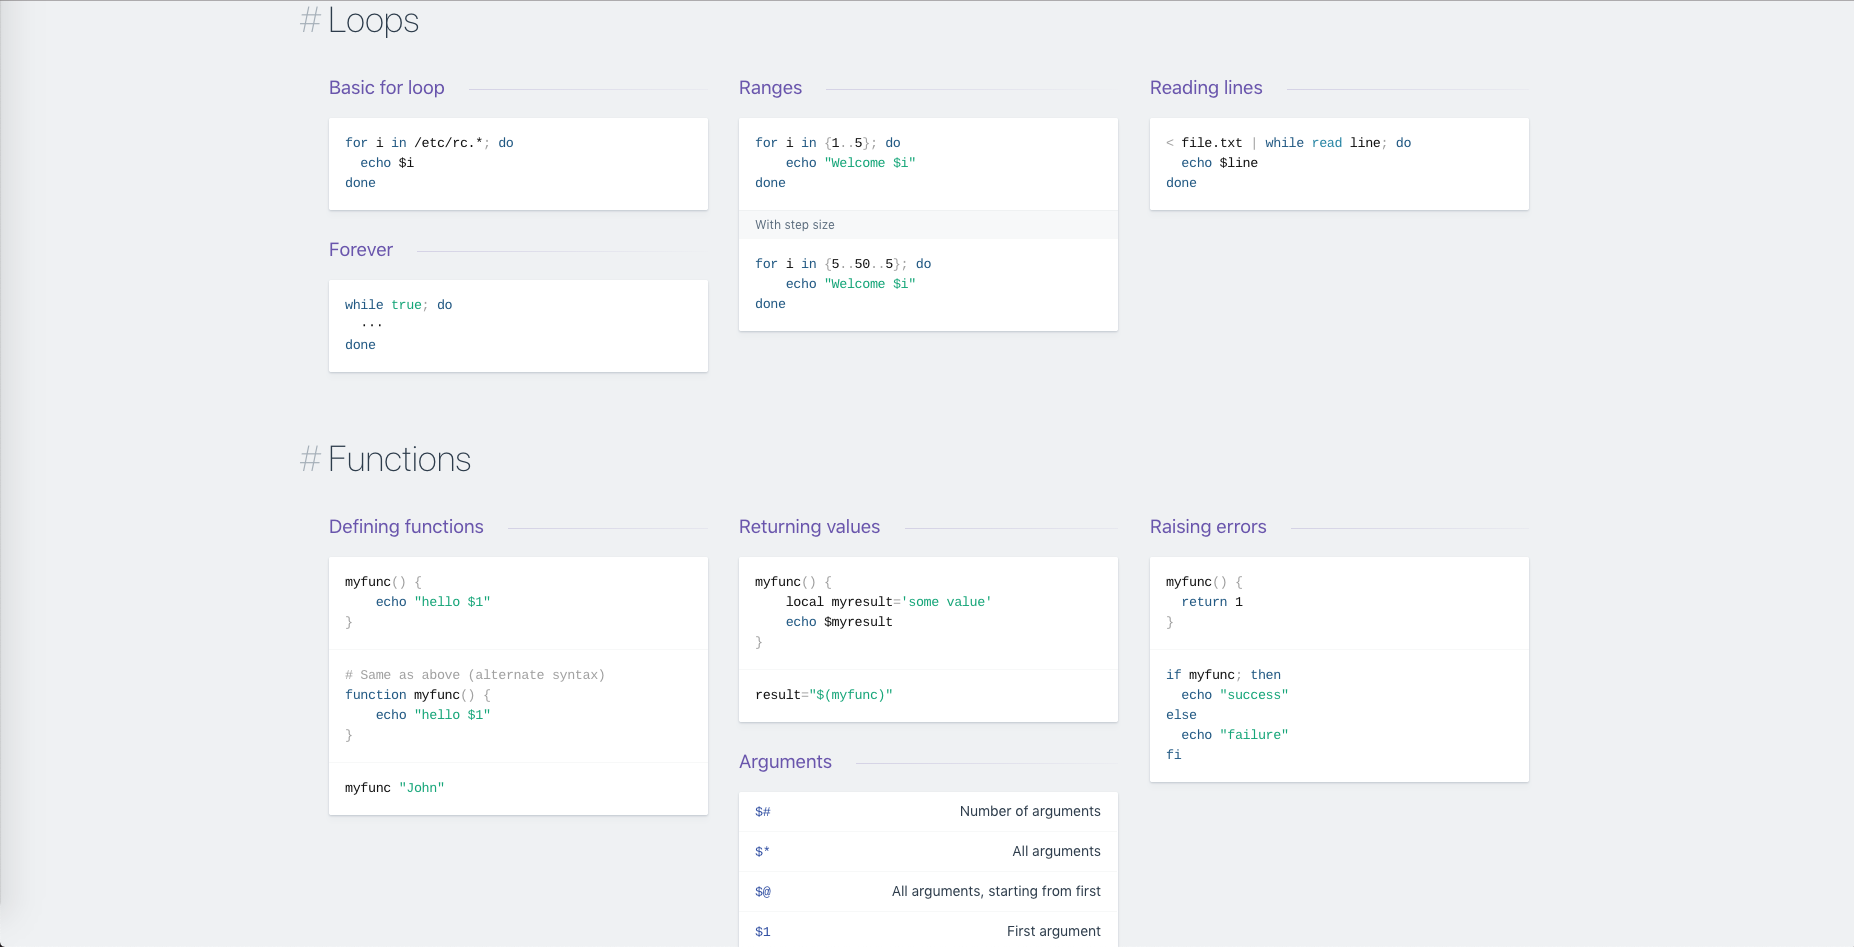 # Loops
Basic for loop
for i in /etc/rc.*; do
  echo $i
done
Forever
while true; do
  ...
done
Ranges
for i in {1..5}; do
    echo "Welcome $i"
done
With step size
for i in {5..50..5}; do
    echo "Welcome $i"
done
Reading lines
< file.txt | while read line; do
  echo $line
done
# Functions
Defining functions
myfunc() {
    echo "hello $1"
}
# Same as above (alternate syntax)
function myfunc() {
    echo "hello $1"
}
myfunc "John"
Returning values
myfunc() {
    local myresult='some value'
    echo $myresult
}
result="$(myfunc)"
Arguments
$# Number of arguments
$* All arguments
$@ All arguments, starting from first
$1 First argument
Raising errors
myfunc() {
  return 1
}
if myfunc; then
  echo "success"
else
  echo "failure"
fi